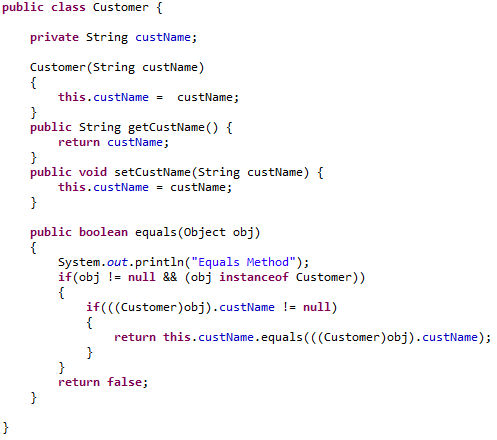 public class Customer {
private String custName;
Customer(String custName)
{
this.custName =  custName;
}
public String getCustName() {
return custName;
}
public void setCustName(String custName) {
this.custName = custName;
}
public boolean equals(Object obj)
{
System.out.println("Equals Method");
if(obj != null && (obj instanceof Customer))
{
if(((Customer)obj).custName != null)
{
return this.custName.equals(((Customer)obj).custName);
}
}
return false;
}
}